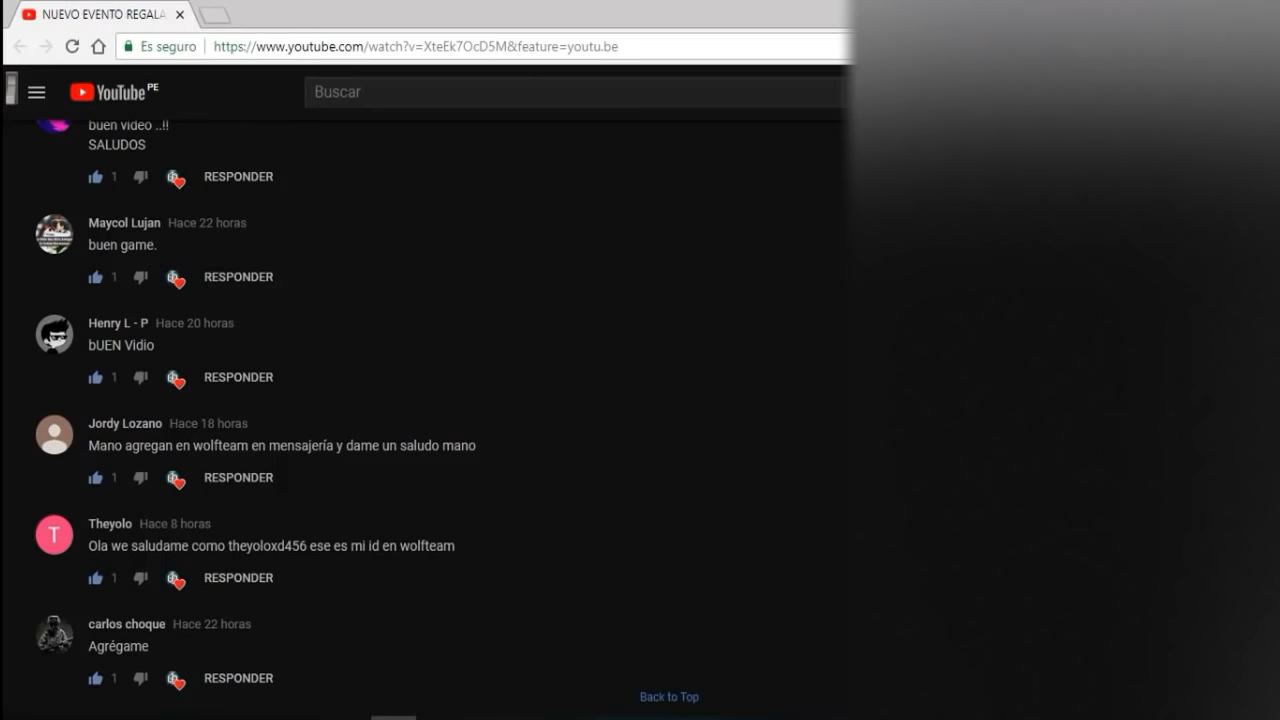 NUEVO EVENTO REGALA
Es seguro https://www.youtube.com/watch?v=XteEk7OcD5M&feature=youtu.be
YouTube PE
Buscar
buen video ..!!
SALUDOS
1 RESPONDER
Maycol Lujan Hace 22 horas
buen game.
1 RESPONDER
Henry L - P Hace 20 horas
bUEN Vidio
1 RESPONDER
Jordy Lozano Hace 18 horas
Mano agregan en wolfteam en mensajería y dame un saludo mano
1 RESPONDER
T
Theyolo Hace 8 horas
Ola we saludame como theyoloxd456 ese es mi id en wolfteam
1 RESPONDER
carlos choque Hace 22 horas
Agrégame
1 RESPONDER
Back to Top